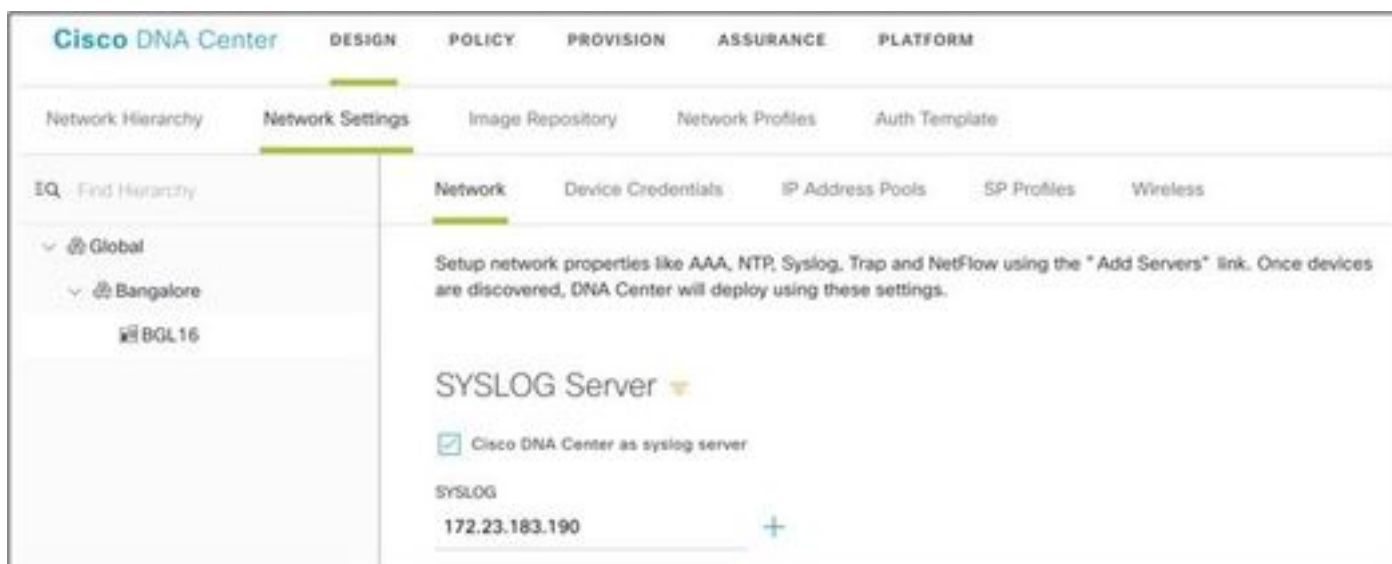 Cisco DNA Center DESIGN POLICY PROVISION ASSURANCE PLATFORM
Network Hierarchy Network Settings Image Repository Network Profiles Auth Template
Find Hierarchy
Global
Bangalore
BGL16
Network Device Credentials IP Address Pools SP Profiles Wireless
Setup network properties like AAA, NTP, Syslog, Trap and NetFlow using the "Add Servers" link. Once devices
are discovered, DNA Center will deploy using these settings.
SYSLOG Server
Cisco DNA Center as syslog server
SYSLOG
172.23.183.190